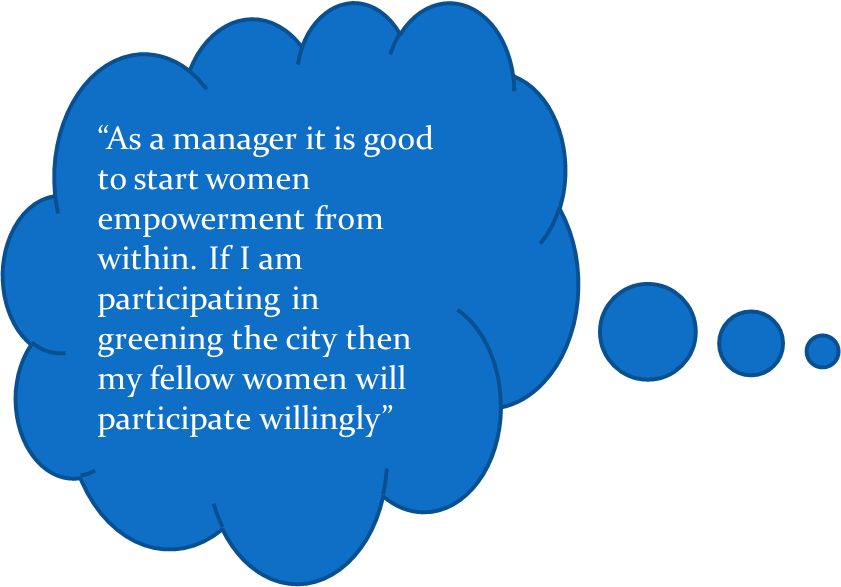 “As a manager it is good
to start women
empowerment from
within. If I am
participating in
greening the city then
my fellow women will
participate willingly”